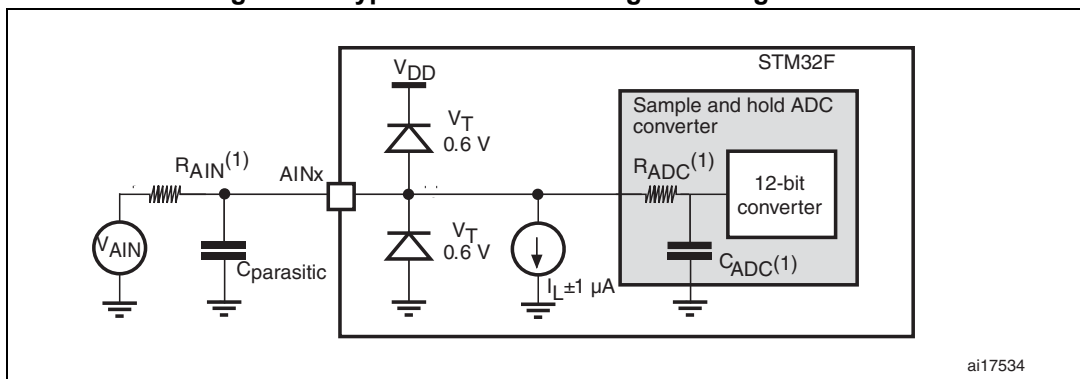 STM32F
VDD
Sample and hold ADC
converter
VT
0.6 V
RAIN(1)
AINx
RADC(1)
12-bit
converter
VAIN
Cparasitic
VT
0.6 V
IL±1 µA
CADC(1)
ai17534